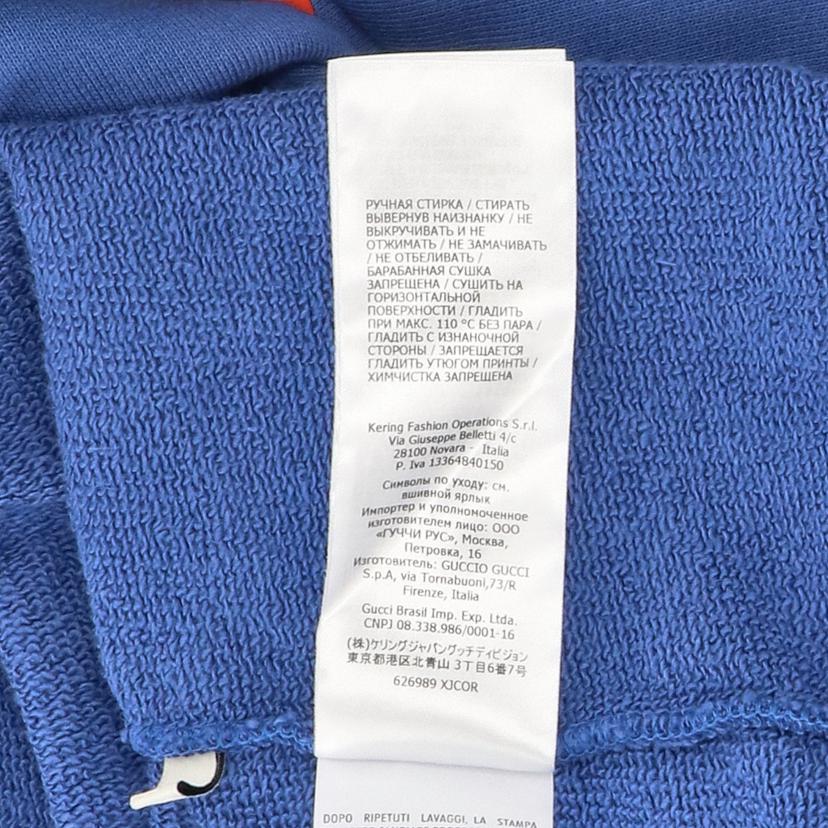 РУЧНАЯ СТИРКА / СТИРАТЬ
ВЫВЕРНУВ НАИЗНАНКУ / НЕ
ВЫКРУЧИВАТЬ И НЕ
ОТЖИМАТЬ / НЕ ЗАМАЧИВАТЬ
/ НЕ ОТБЕЛИВАТЬ /
БАРАБАННАЯ СУШКА
ЗАПРЕЩЕНА / СУШИТЬ НА
ГОРИЗОНТАЛЬНОЙ
ПОВЕРХНОСТИ / ГЛАДИТЬ
ПРИ МАКС. 110 °C БЕЗ ПАРА /
ГЛАДИТЬ С ИЗНАНОЧНОЙ
СТОРОНЫ / ЗАПРЕЩАЕТСЯ
ГЛАДИТЬ УТЮГОМ ПРИНТЫ /
ХИМЧИСТКА ЗАПРЕЩЕНА
Kering Fashion Operations S.r.l.
Via Giuseppe Belletti 4/c
28100 Novara - Italia
P. Iva 13364840150
Символы по уходу: см.
вшивной ярлык
Импортер и уполномоченное
изготовителем лицо: ООО
«ГУЧЧИ РУС», Москва,
Петровка, 16
Изготовитель: GUCCIO GUCCI
S.p.A, via Tornabuoni,73/R
Firenze, Italia
Gucci Brasil Imp. Exp. Ltda.
CNPJ 08.338.986/0001-16
(株)ケリングジャパングッチディビジョン
東京都港区北青山 3丁目6番7号
626989 XJCOR
DOPO RIPETUTI LAVAGGI, LA STAMPA